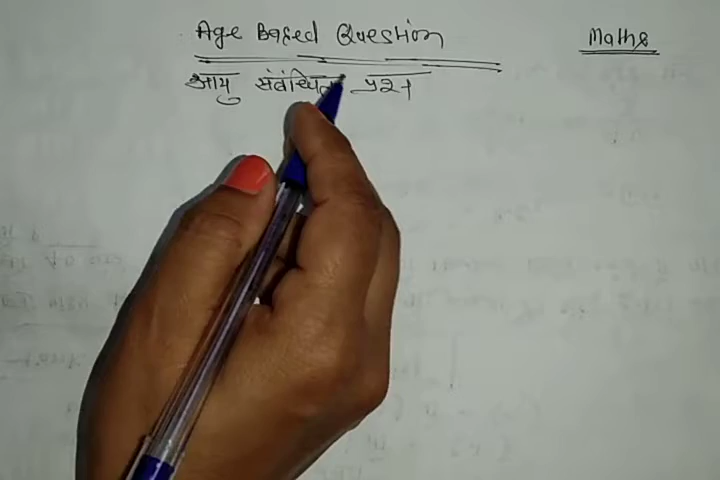 Age Based Question
Maths
आयु संबंधित प्रश्न